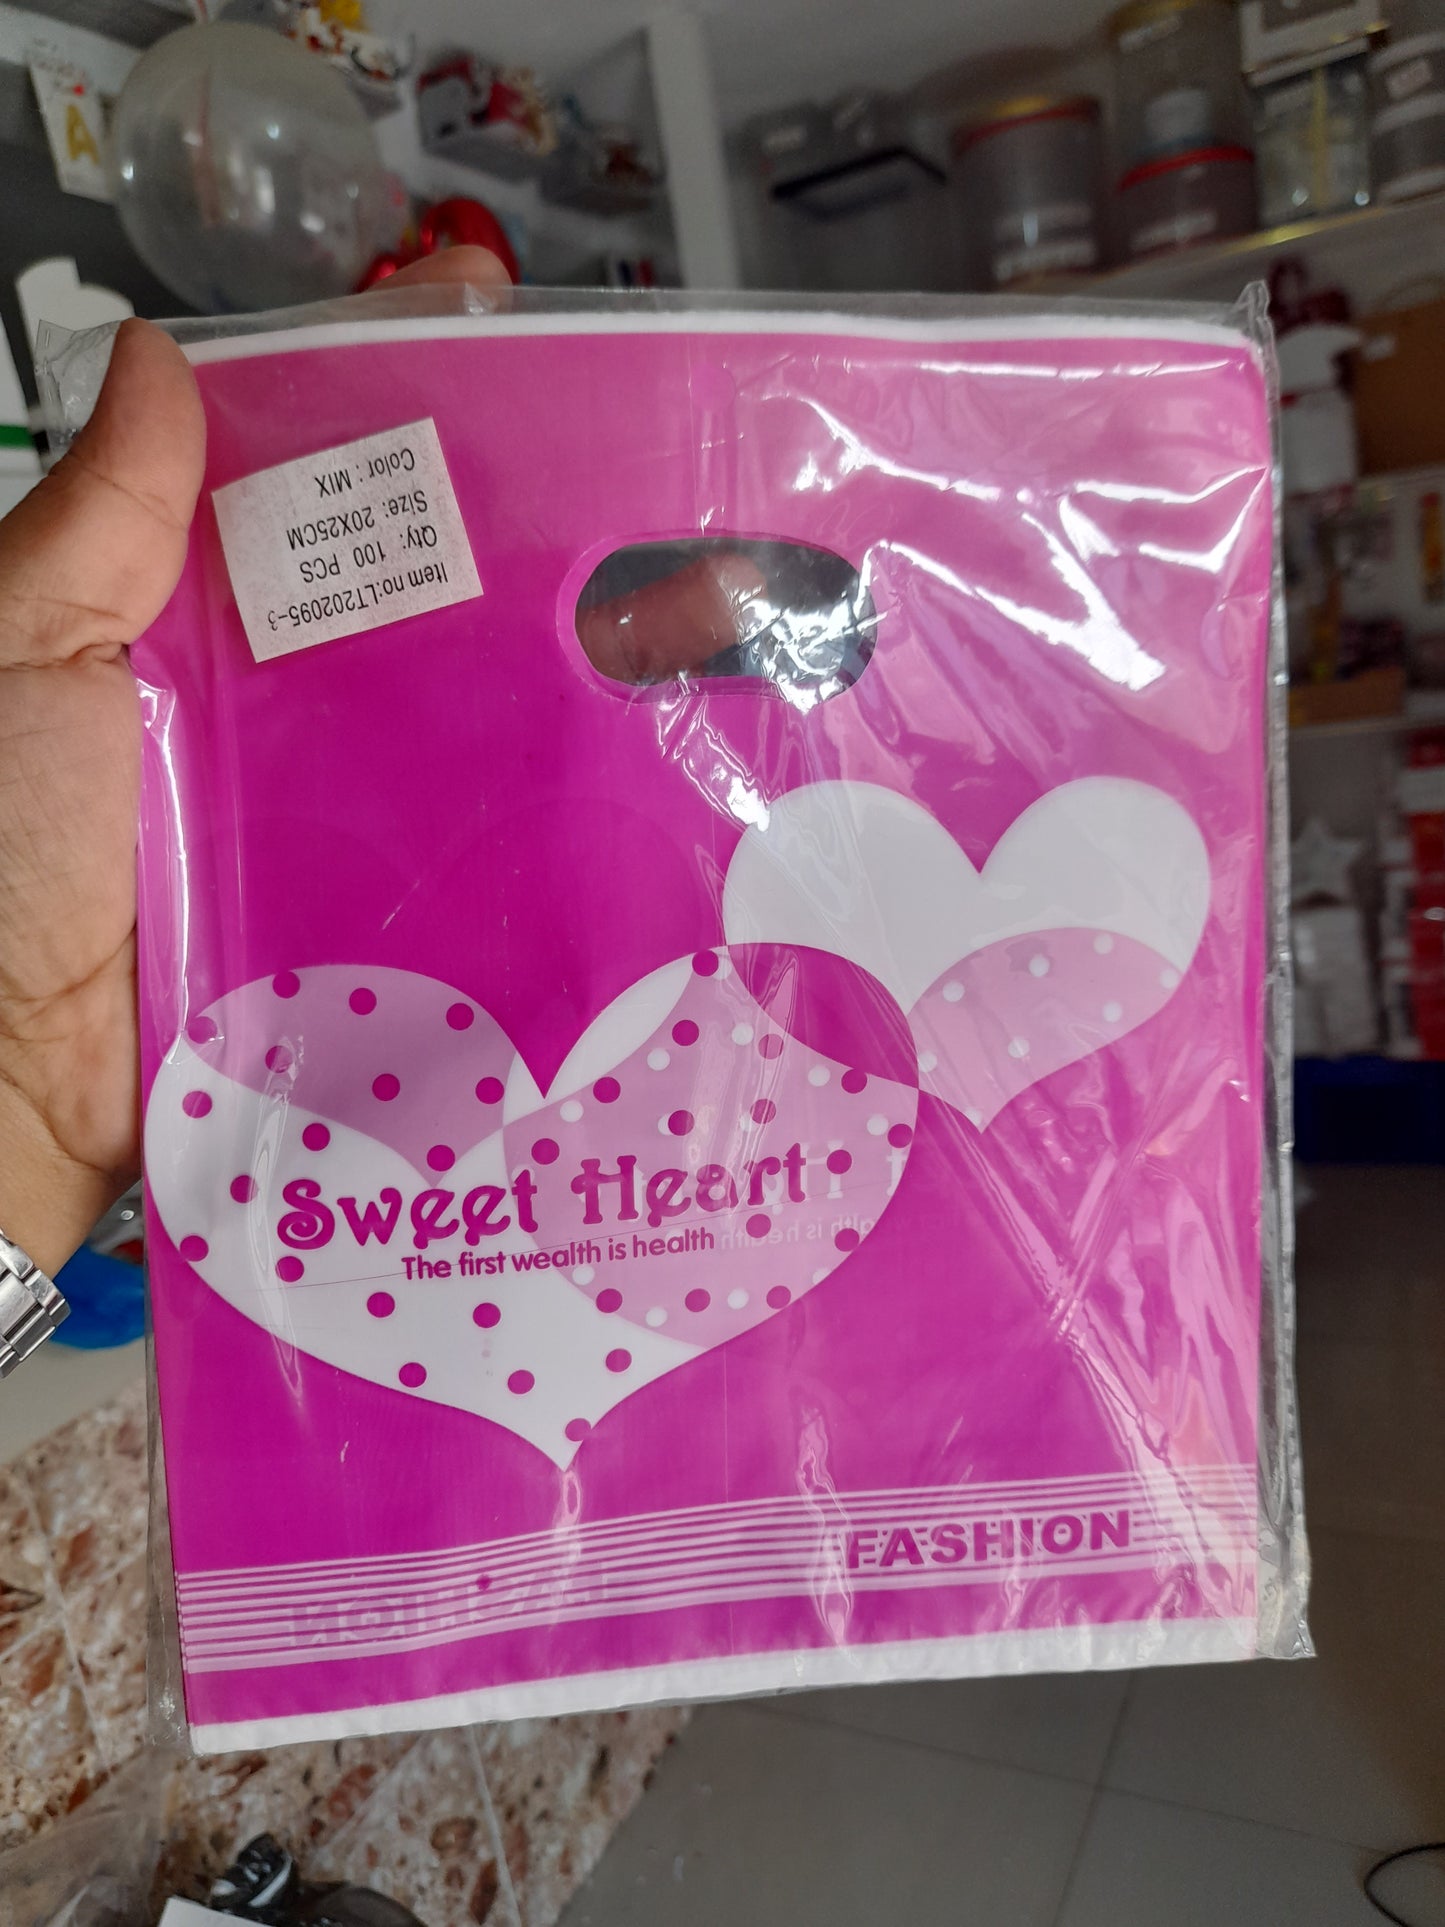 Item no:LT202095-3
Qty: 100 PCS
Size: 20X25CM
Color: MIX
Sweet Heart
The first wealth is health
FASHION
A